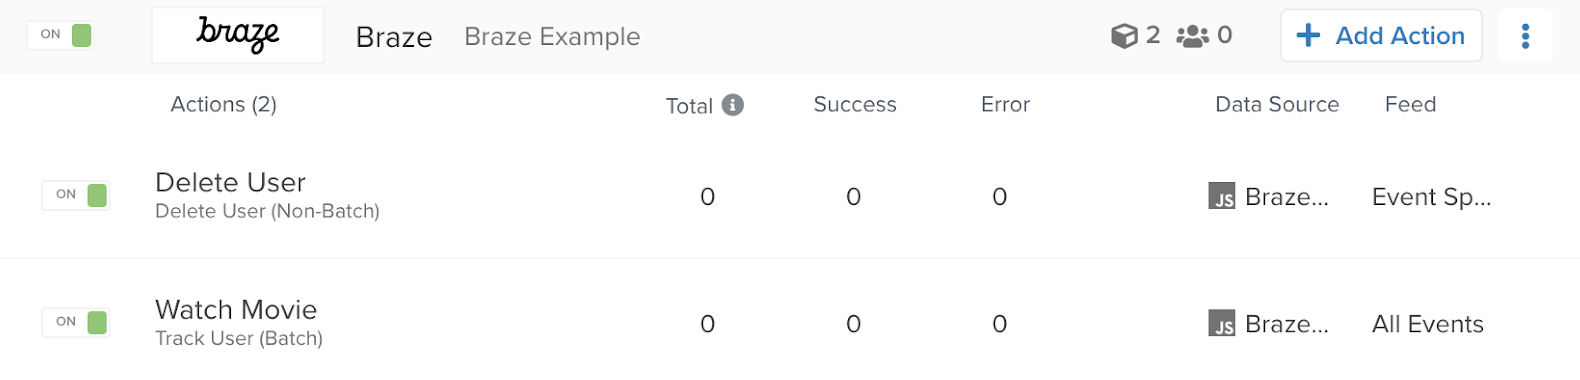 ON braze Braze Braze Example 2 0 + Add Action
Actions (2) Total i Success Error Data Source Feed
ON Delete User 0 0 0 JS Braze... Event Sp...
Delete User (Non-Batch)
ON Watch Movie 0 0 0 JS Braze... All Events
Track User (Batch)